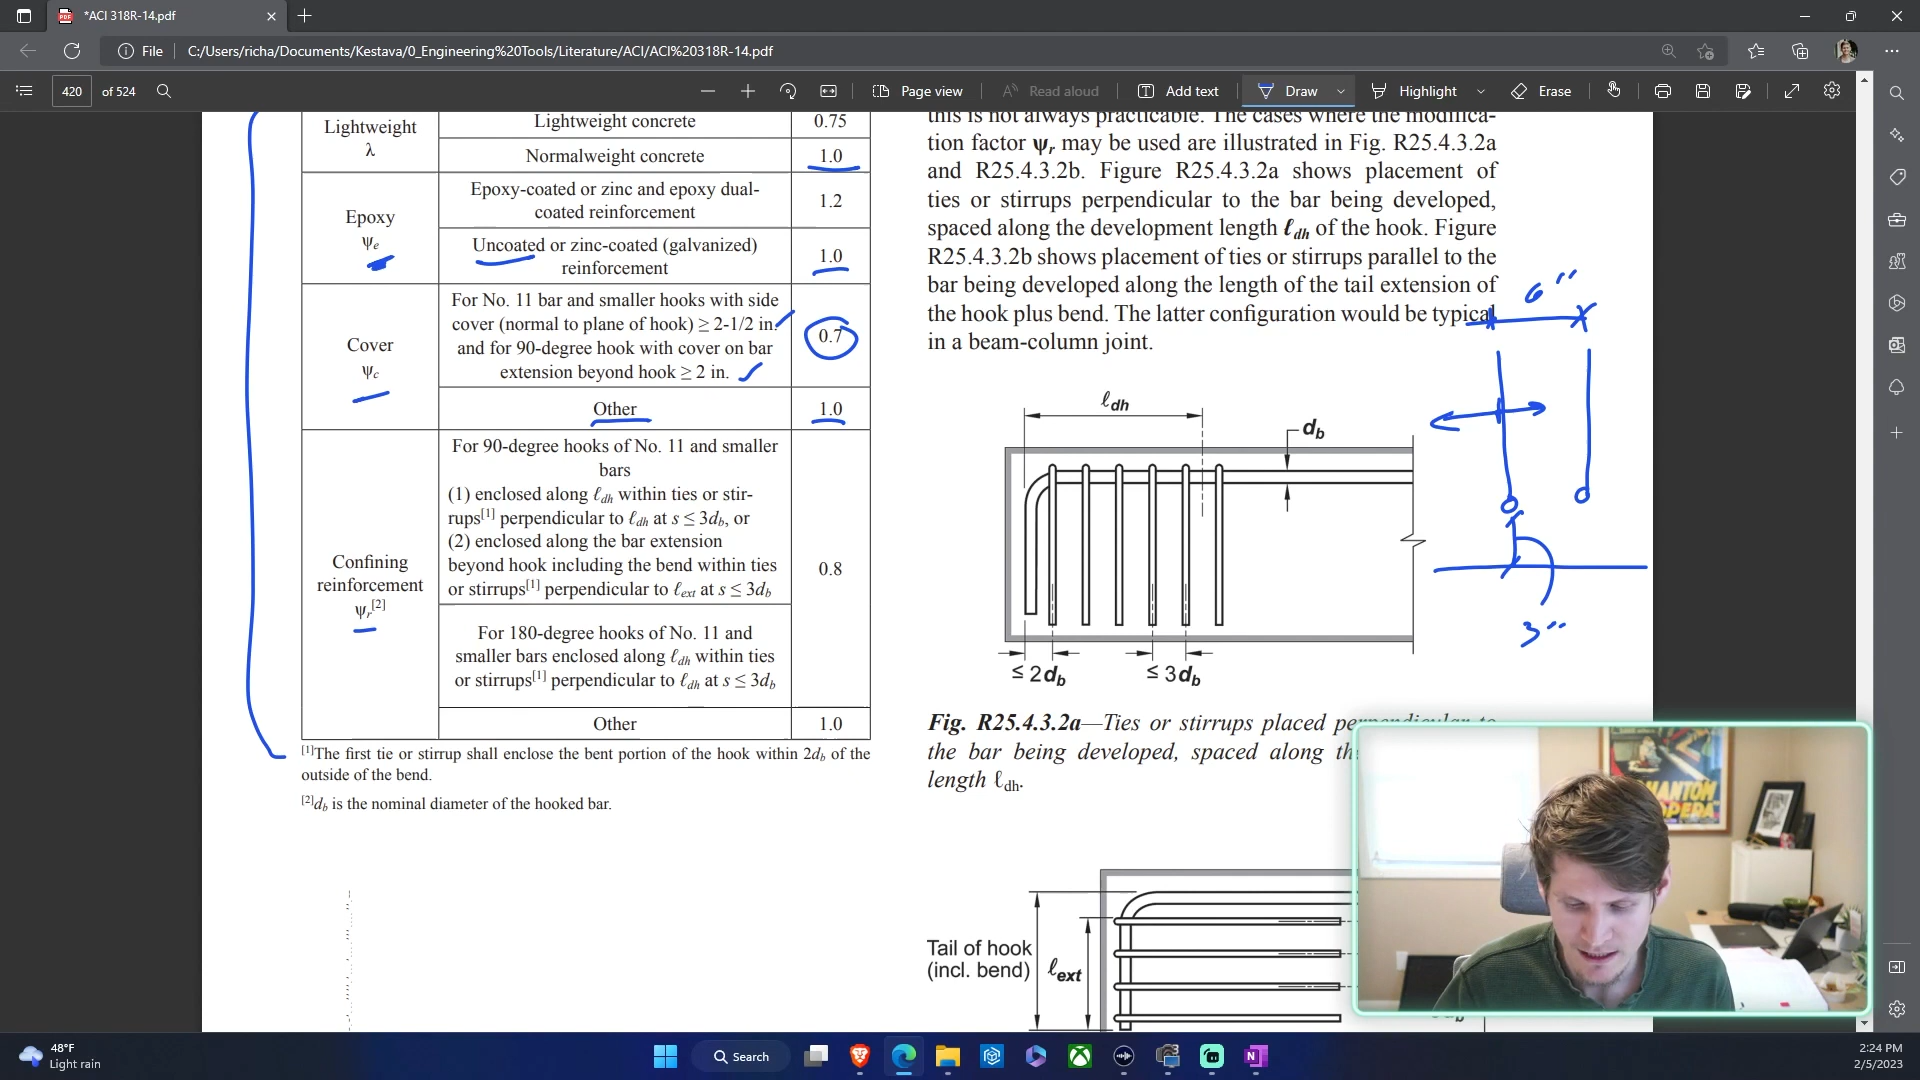 *ACI 318R-14.pdf
File
C:/Users/richa/Documents/Kestava/0_Engineering%20Tools/Literature/ACI/ACI%20318R-14.pdf
420 of 524
Page view
Read aloud
Add text
Draw
Highlight
Erase
Lightweight
λ
Lightweight concrete
0.75
Normalweight concrete
1.0
Epoxy
ψe
Epoxy-coated or zinc and epoxy dual-
coated reinforcement
1.2
Uncoated or zinc-coated (galvanized)
reinforcement
1.0
Cover
ψc
For No. 11 bar and smaller hooks with side
cover (normal to plane of hook) ≥ 2-1/2 in.
and for 90-degree hook with cover on bar
extension beyond hook ≥ 2 in.
0.7
Other
1.0
Confining
reinforcement
ψr[2]
For 90-degree hooks of No. 11 and smaller
bars
(1) enclosed along ℓdh within ties or stir-
rups[1] perpendicular to ℓdh at s ≤ 3db, or
(2) enclosed along the bar extension
beyond hook including the bend within ties
or stirrups[1] perpendicular to ℓext at s ≤ 3db
0.8
For 180-degree hooks of No. 11 and
smaller bars enclosed along ℓdh within ties
or stirrups[1] perpendicular to ℓdh at s ≤ 3db
Other
1.0
[1]The first tie or stirrup shall enclose the bent portion of the hook within 2db of the
outside of the bend.
[2]db is the nominal diameter of the hooked bar.
this is not always practicable. The cases where the modifica-
tion factor ψr may be used are illustrated in Fig. R25.4.3.2a
and R25.4.3.2b. Figure R25.4.3.2a shows placement of
ties or stirrups perpendicular to the bar being developed,
spaced along the development length ℓdh of the hook. Figure
R25.4.3.2b shows placement of ties or stirrups parallel to the
bar being developed along the length of the tail extension of
the hook plus bend. The latter configuration would be typical
in a beam-column joint.
6"
3"
ℓdh
db
≤ 2db
≤ 3db
Fig. R25.4.3.2a—Ties or stirrups placed perpendicular to
the bar being developed, spaced along
length ℓdh.
Tail of hook
(incl. bend)
ℓext
PHANTOM
OPERA
48°F
Light rain
Search
2:24 PM
2/5/2023